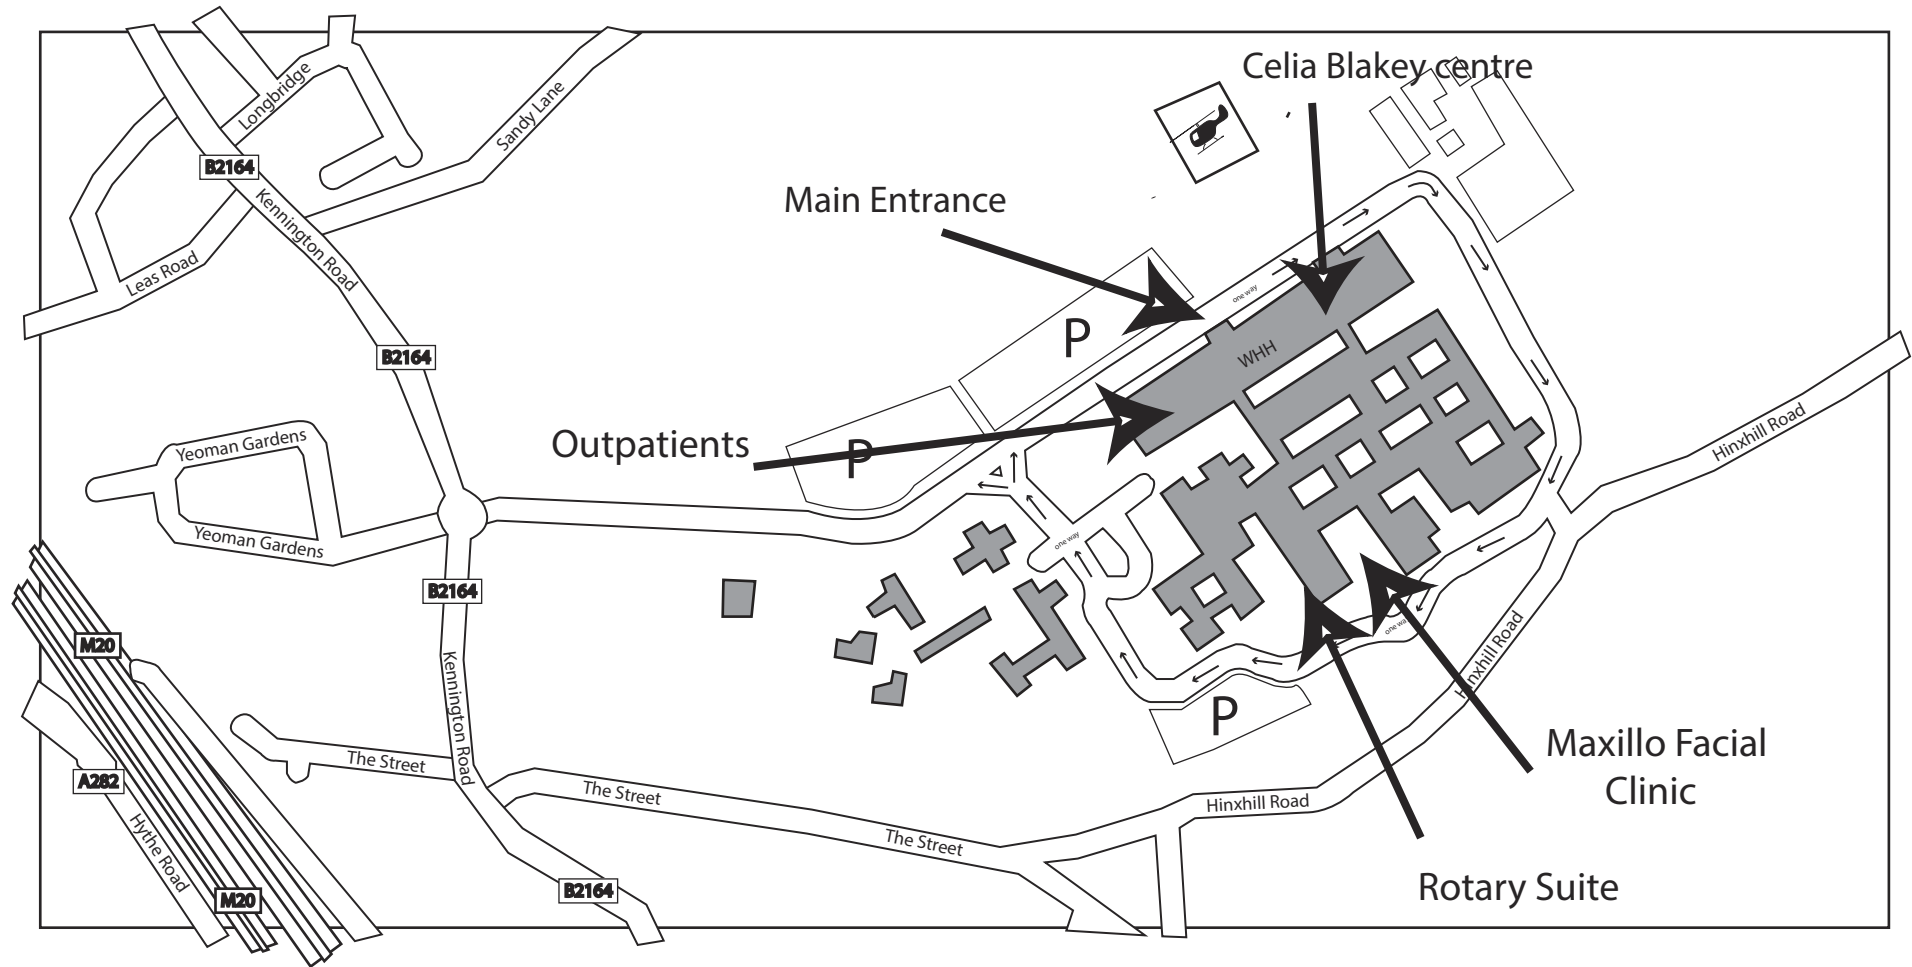 Celia Blakey centre
Longbridge
Sandy Lane
B2164
Main Entrance
Kennington Road
Leas Road
one way
P
WHH
B2164
Outpatients
P
Yeoman Gardens
Hinxhill Road
Yeoman Gardens
one way
B2164
one way
M20
Hinxhill Road
Kennington Road
P
Maxillo Facial
Clinic
The Street
A282
The Street
Hinxhill Road
Hythe Road
The Street
Rotary Suite
B2164
M20